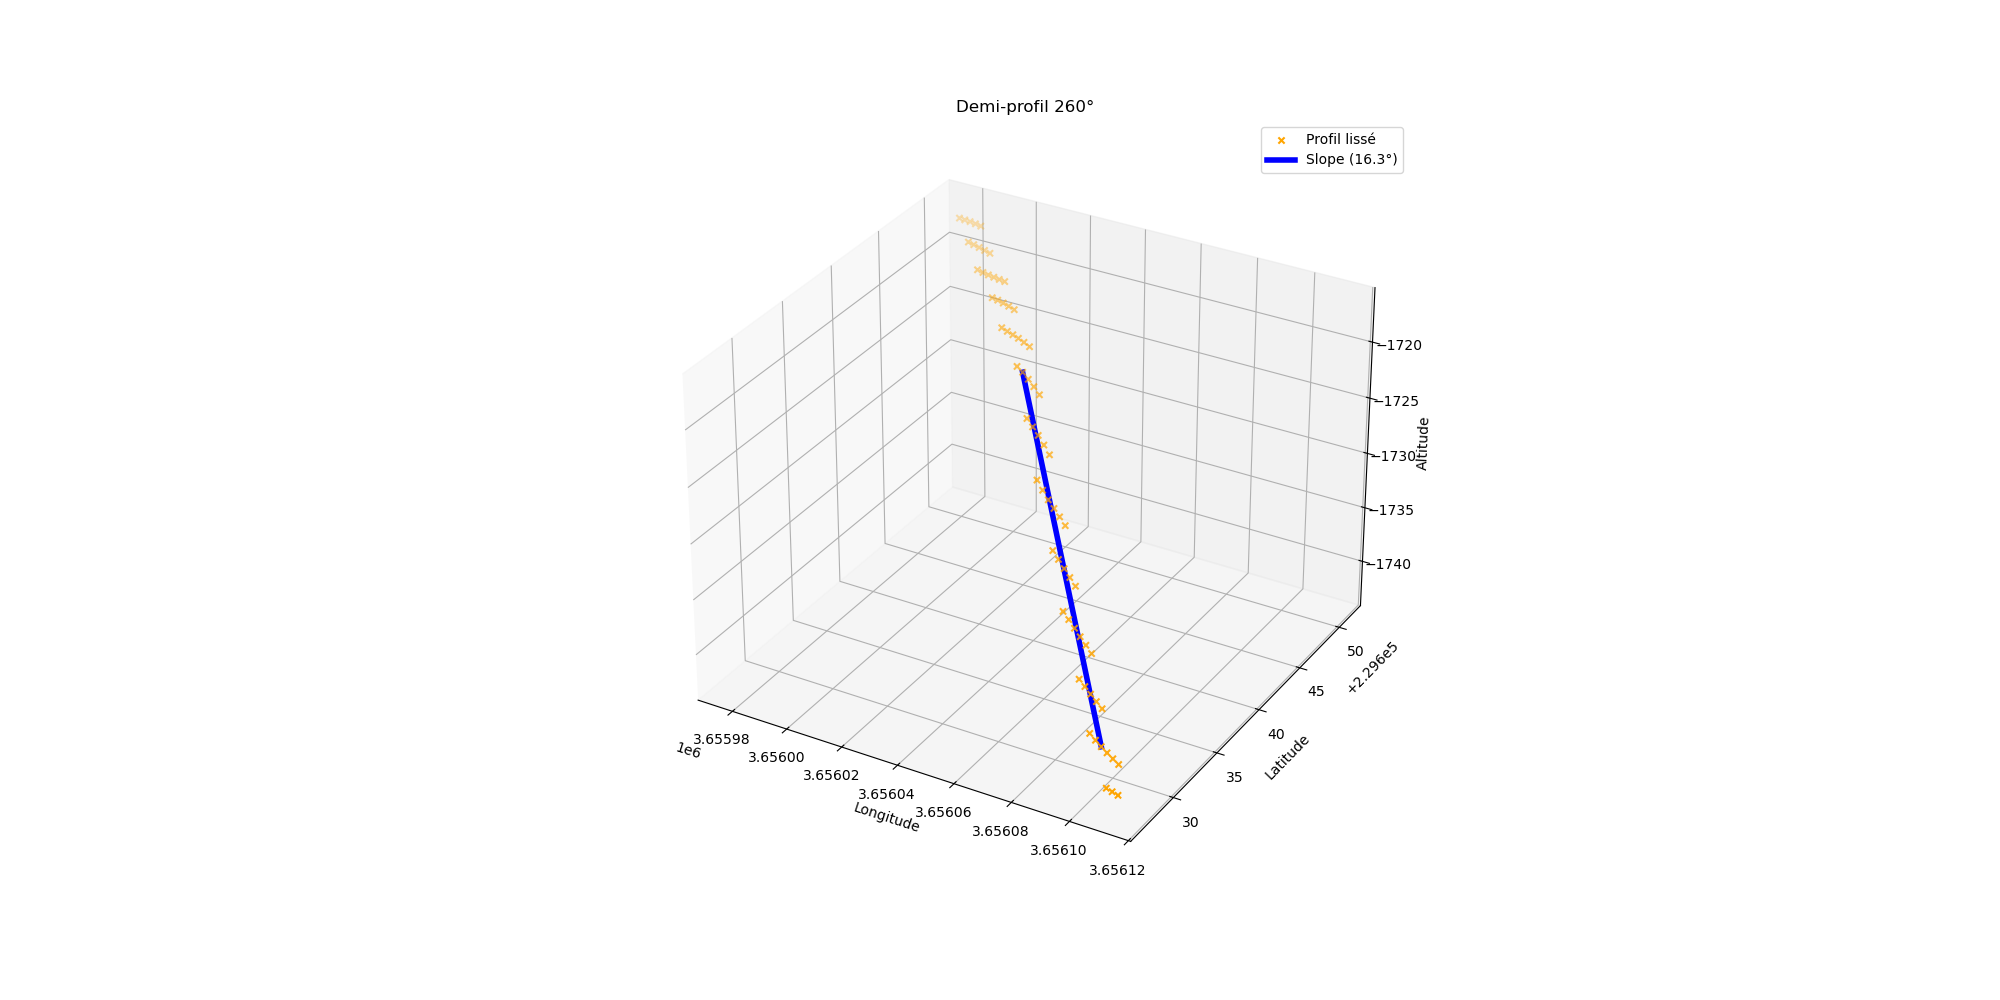 Demi-profil 260°
Profil lissé
Slope (16.3°)
−1720
−1725
−1730
−1735
−1740
Altitude
50
45
40
35
30
+2.296e5
Latitude
3.65598
3.65600
3.65602
3.65604
3.65606
3.65608
3.65610
3.65612
1e6
Longitude